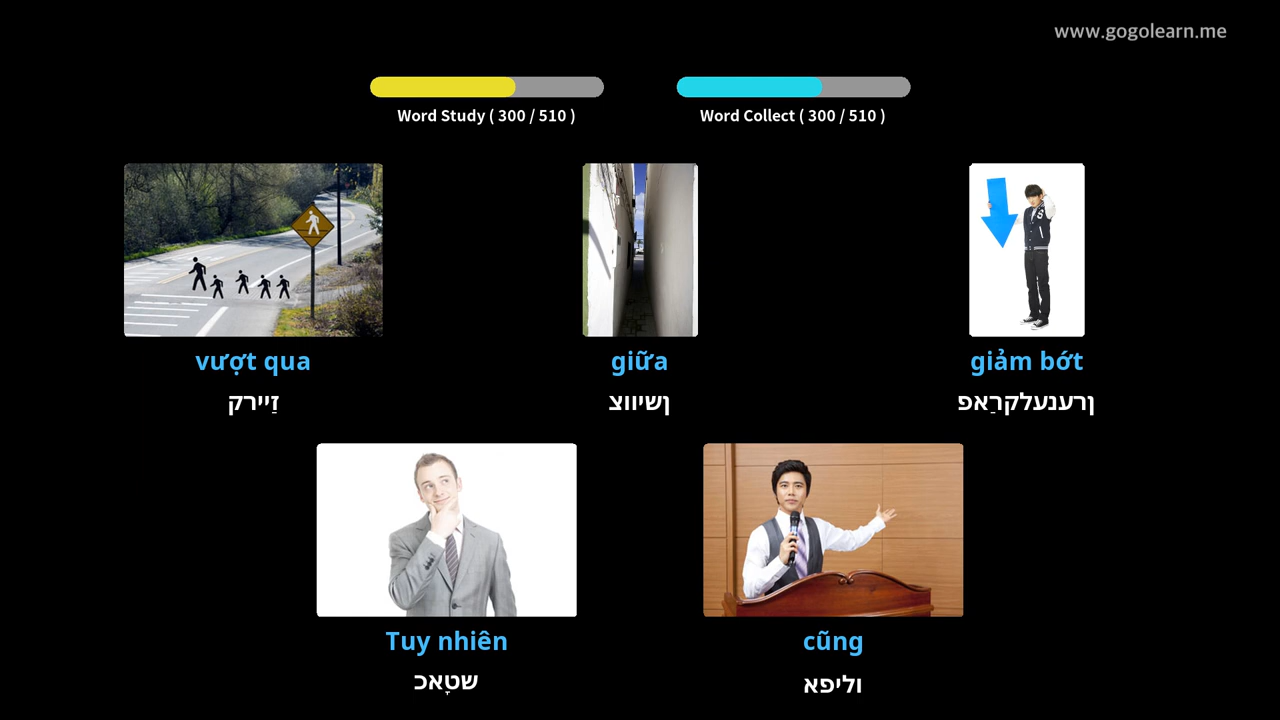 www.gogolearn.me
Word Study ( 300 / 510 )
Word Collect ( 300 / 510 )
vượt qua
זַיירק
giữa
ןשיווצ
giảm bớt
ןרענעלקרַאפ
Tuy nhiên
שטָאכ
cũng
וליפא